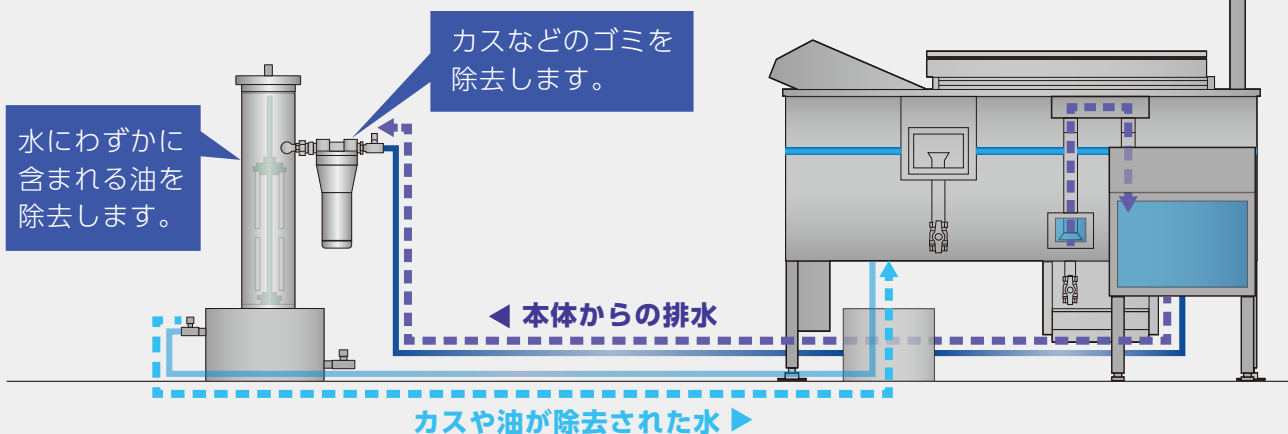 カスなどのゴミを
除去します。
水にわずかに
含まれる油を
除去します。
◀ 本体からの排水
カスや油が除去された水 ▶